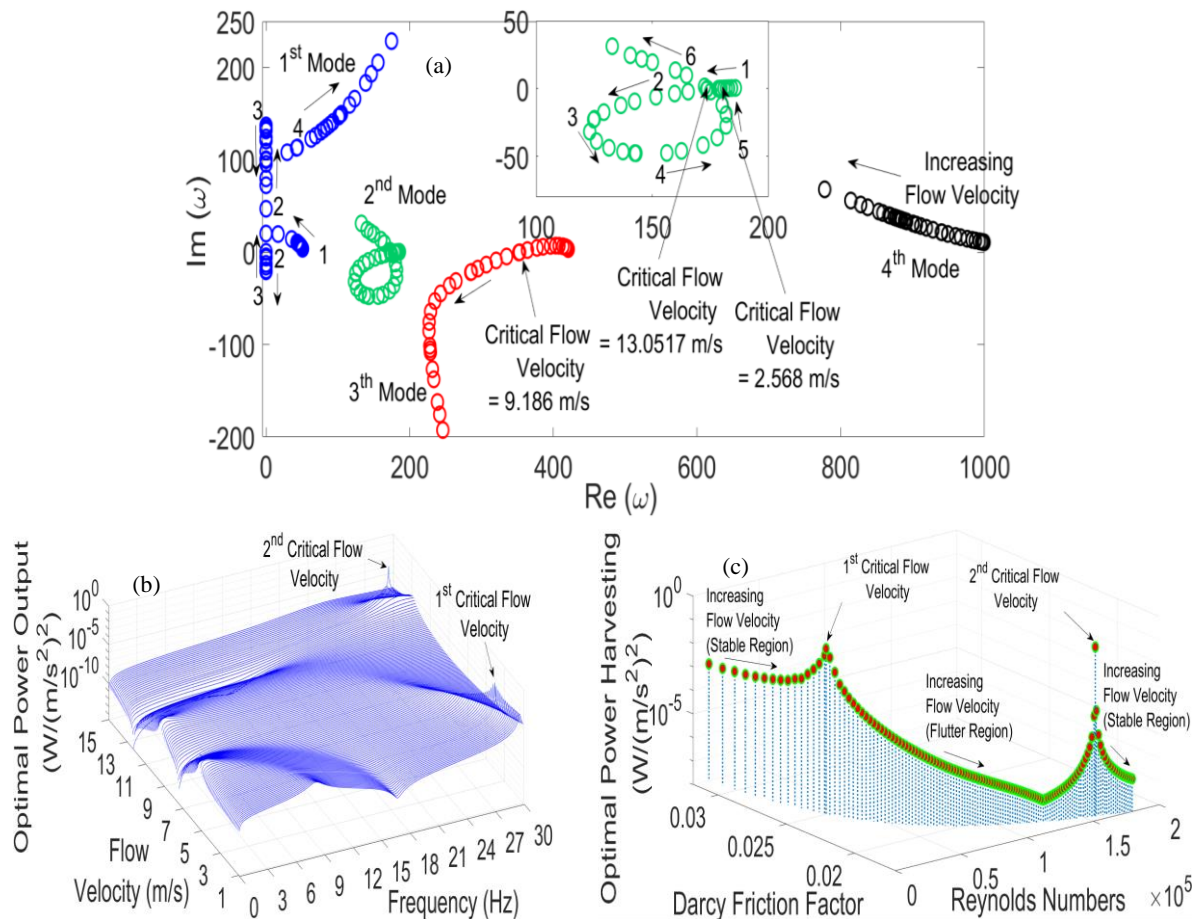 (a)
Im (ω)
250
200
150
100
50
0
-100
-200
0
200
400
600
800
1000
Re (ω)
1st Mode
3
4
2
1
2
3
2nd Mode
3th Mode
4th Mode
Increasing
Flow Velocity
50
0
-50
100
150
200
6
1
2
3
4
5
Critical Flow
Velocity
= 9.186 m/s
Critical Flow
Velocity
= 13.0517 m/s
Critical Flow
Velocity
= 2.568 m/s
(b)
Optimal Power Output
(W/(m/s2)2
10^0
10^-5
10^-10
2nd Critical Flow
Velocity
1st Critical Flow
Velocity
15
13
11
9
7
5
3
1
Flow
Velocity (m/s)
0
3
6
9
12
15
18
21
24
27
30
Frequency (Hz)
(c)
Optimal Power Harvesting
(W/(m/s2)2
10^0
10^-5
Increasing
Flow Velocity
(Stable Region)
1st Critical Flow
Velocity
2nd Critical Flow
Velocity
Increasing
Flow Velocity
(Flutter Region)
Increasing
Flow Velocity
(Stable Region)
0.03
0.025
0.02
Darcy Friction Factor
0
0.5
1
1.5
2
×10^5
Reynolds Numbers